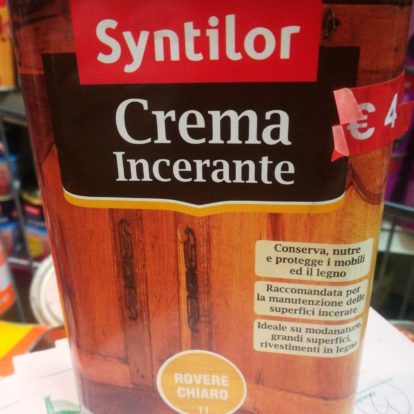 Syntilor
Crema
Incerante
€ 4
Conserva, nutre
e protegge i mobili
ed il legno
Raccomandata per
la manutenzione delle
superfici incerate
Ideale su modanature,
grandi superfici,
rivestimenti in legno
ROVERE
CHIARO
1l